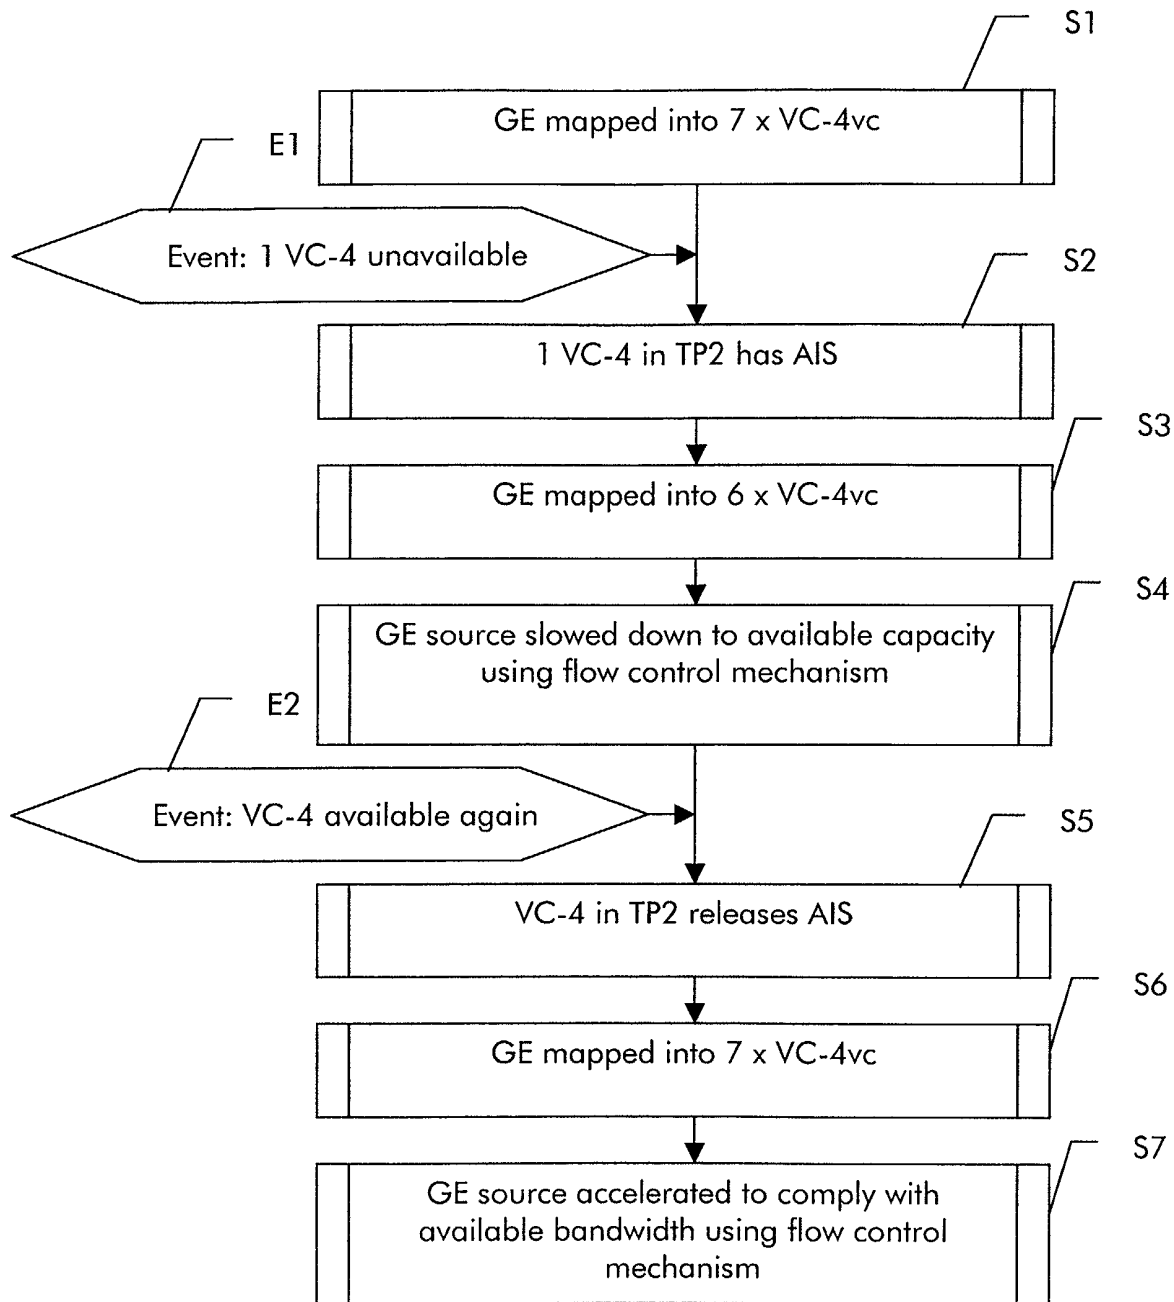 S1
GE mapped into 7 x VC-4vc
E1
Event: 1 VC-4 unavailable
S2
1 VC-4 in TP2 has AIS
S3
GE mapped into 6 x VC-4vc
S4
GE source slowed down to available capacity
using flow control mechanism
E2
Event: VC-4 available again
S5
VC-4 in TP2 releases AIS
S6
GE mapped into 7 x VC-4vc
S7
GE source accelerated to comply with
available bandwidth using flow control
mechanism